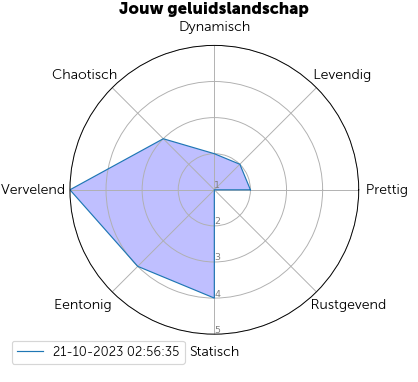 Jouw geluidslandschap
Dynamisch
Chaotisch
Levendig
Vervelend
Prettig
1
2
3
4
5
Eentonig
Rustgevend
Statisch
21-10-2023 02:56:35